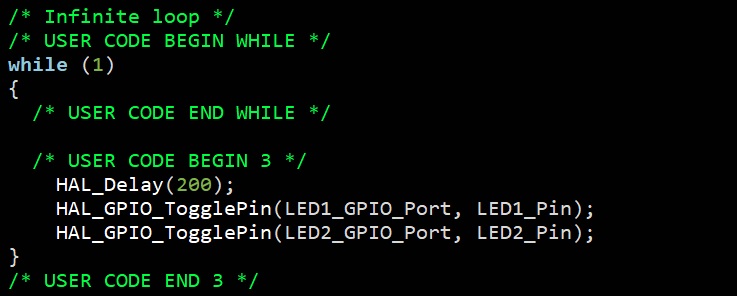 /* Infinite loop */
/* USER CODE BEGIN WHILE */
while (1)
{
  /* USER CODE END WHILE */

  /* USER CODE BEGIN 3 */
    HAL_Delay(200);
    HAL_GPIO_TogglePin(LED1_GPIO_Port, LED1_Pin);
    HAL_GPIO_TogglePin(LED2_GPIO_Port, LED2_Pin);
}
/* USER CODE END 3 */